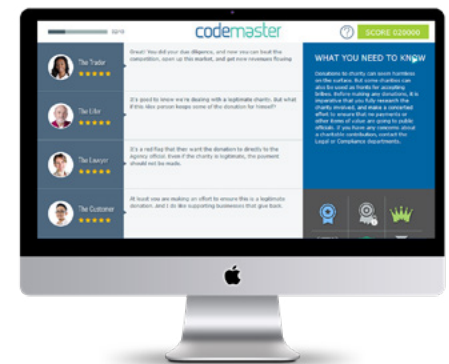 02/15
codemaster
?
SCORE 020000
The Trader
Great! You did your due diligence, and now you can beat the
competition, open up this market, and get new revenues flowing
The Editor
It's good to know we're dealing with a legitimate charity. But what
if this Alex person keeps some of the donation for himself?
The Lawyer
It's a red flag that they want the donation to directly to the
Agency official. Even if the charity is legitimate, the payment
should not be made.
The Customer
At least you are making an effort to ensure this is a legitimate
donation. And I do like supporting businesses that give back.
WHAT YOU NEED TO KNOW
Donations to charity can seem harmless
on the surface. But some charities can
also be used as fronts for accepting
bribes. Before making any donations, it is
imperative that you fully research the
charity involved, and make a concerted
effort to ensure that no payments or
other items of value are going to public
officials. If you have any concerns about
a charitable contribution, contact the
Legal or Compliance departments.